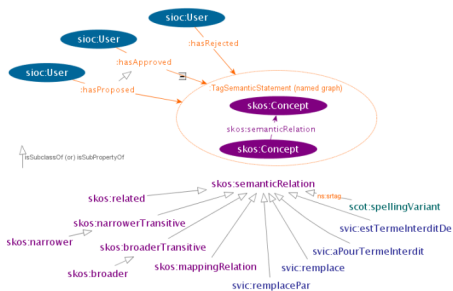 sioc:User
:hasRejected
sioc:User
:hasApproved
sioc:User
:hasProposed
TagSemanticStatement (named graph)
skos:Concept
skos:semanticRelation
skos:Concept
isSubclassOf (or) isSubPropertyOf
skos:semanticRelation
skos:related
scot:spellingVariant
skos:narrowerTransitive
svic:estTermeInterditDe
skos:narrower
skos:broaderTransitive
svic:aPourTermeInterdit
skos:broader
skos:mappingRelation
svic:remplace
svic:remplacePar